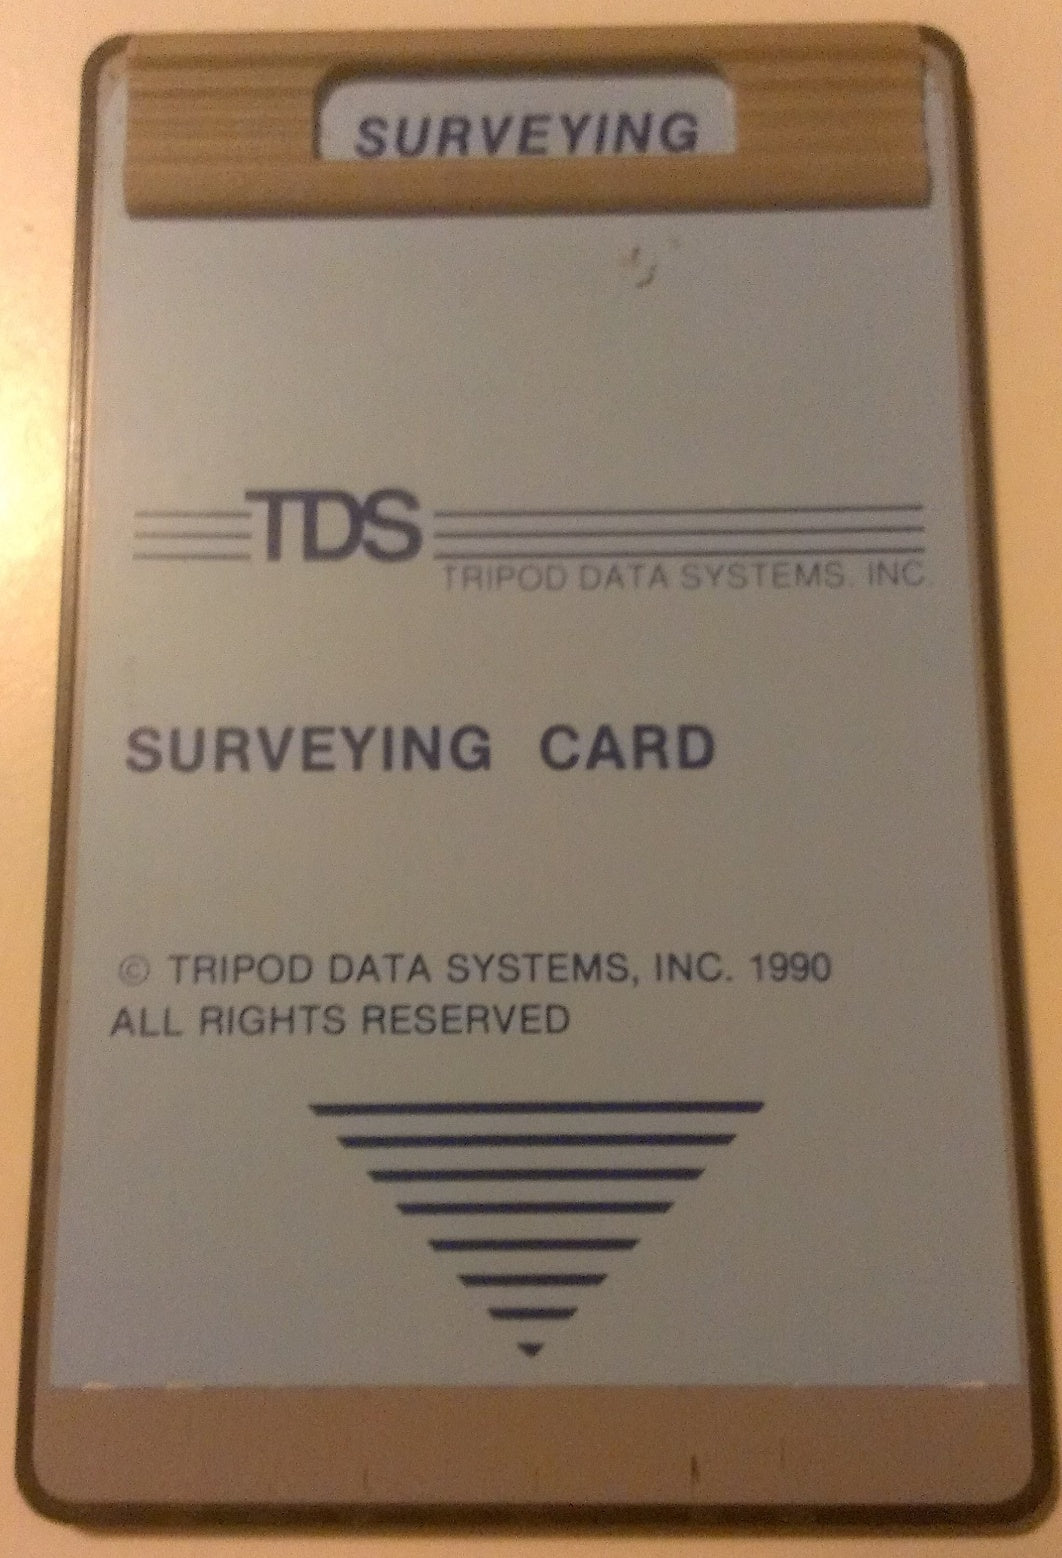 SURVEYING
TDS
TRIPOD DATA SYSTEMS, INC.
SURVEYING CARD
© TRIPOD DATA SYSTEMS, INC. 1990
ALL RIGHTS RESERVED